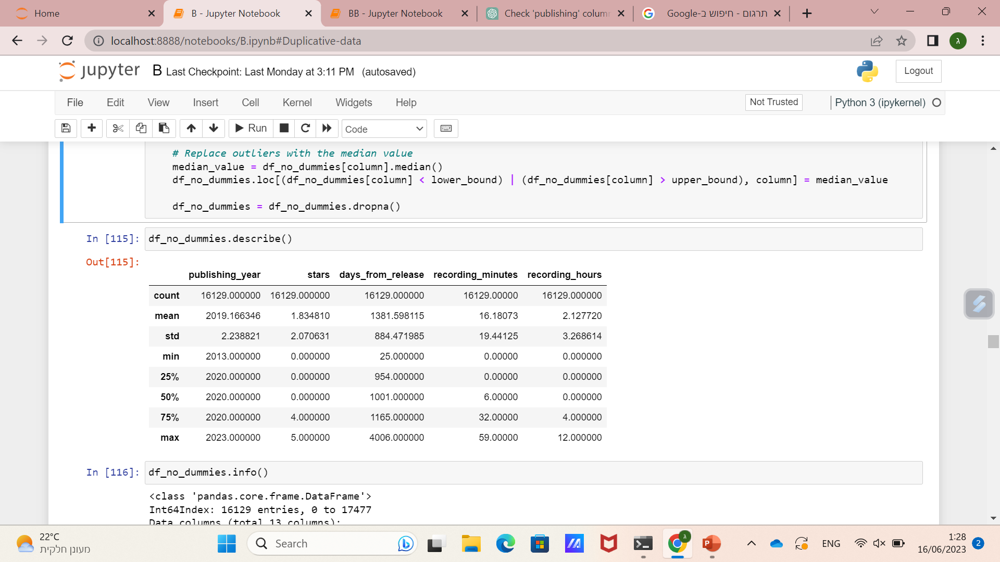 Home
B - Jupyter Notebook
BB - Jupyter Notebook
Check 'publishing' colum
תרגום - חיפוש ב-Google
localhost:8888/notebooks/B.ipynb#Duplicative-data
ג
jupyter B Last Checkpoint: Last Monday at 3:11 PM (autosaved)
Logout
File Edit View Insert Cell Kernel Widgets Help
Not Trusted
Python 3 (ipykernel)
Run
Code
# Replace outliers with the median value
median_value = df_no_dummies[column].median()
df_no_dummies.loc[(df_no_dummies[column] < lower_bound) | (df_no_dummies[column] > upper_bound), column] = median_value
df_no_dummies = df_no_dummies.dropna()
In [115]: df_no_dummies.describe()
Out[115]:
publishing_year stars days_from_release recording_minutes recording_hours
count 16129.000000 16129.000000 16129.000000 16129.00000 16129.000000
mean 2019.166346 1.834810 1381.598115 16.18073 2.127720
std 2.238821 2.070631 884.471985 19.44125 3.268614
min 2013.000000 0.000000 25.000000 0.00000 0.000000
25% 2020.000000 0.000000 954.000000 0.00000 0.000000
50% 2020.000000 0.000000 1001.000000 6.00000 0.000000
75% 2020.000000 4.000000 1165.000000 32.00000 4.000000
max 2023.000000 5.000000 4006.000000 59.00000 12.000000
In [116]: df_no_dummies.info()
<class 'pandas.core.frame.DataFrame'>
Int64Index: 16129 entries, 0 to 17477
Data columns (total 13 columns):
22°C
מעונן חלקית
Search
ג
P
ENG
1:28
16/06/2023
2